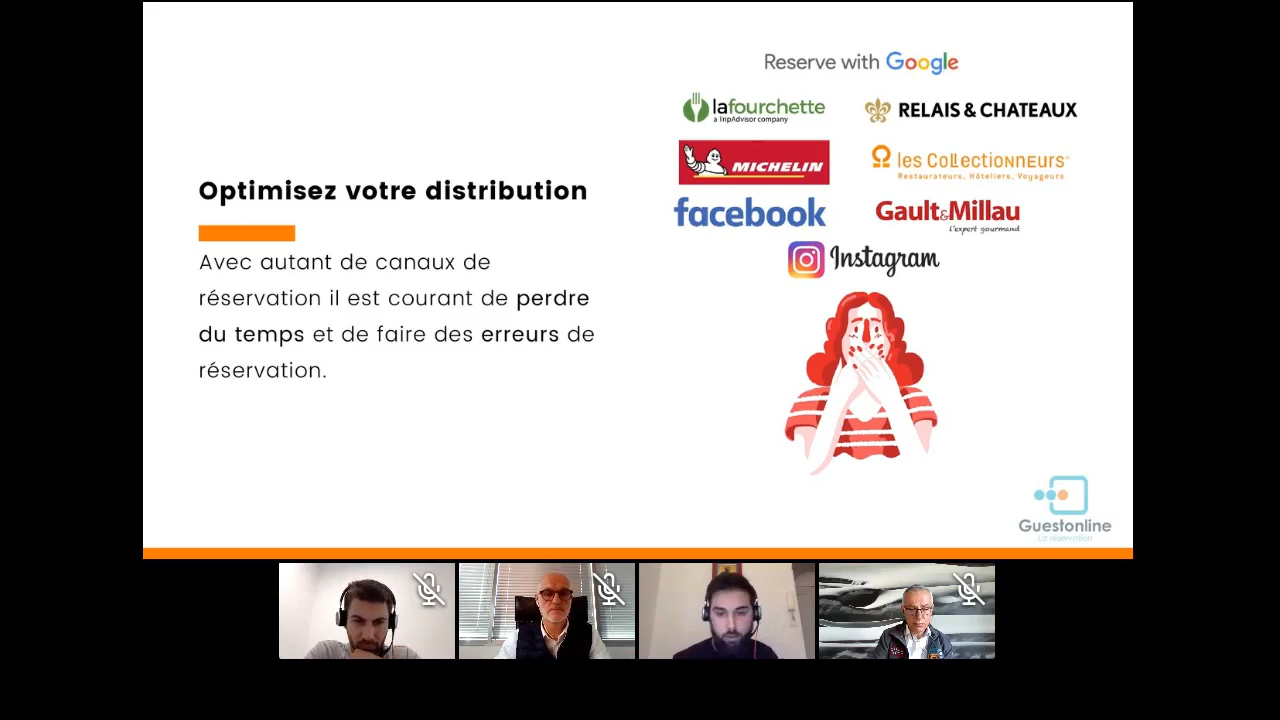 Optimisez votre distribution
Avec autant de canaux de
réservation il est courant de perdre
du temps et de faire des erreurs de
réservation.
Reserve with Google
lafourchette
a TripAdvisor company
RELAIS & CHATEAUX
MICHELIN
les CoLLectionneurs
Restaurateurs, Hôteliers, Voyageurs
facebook
Gault&Millau
l'expert gourmand
Instagram
Guestonline
La réservation